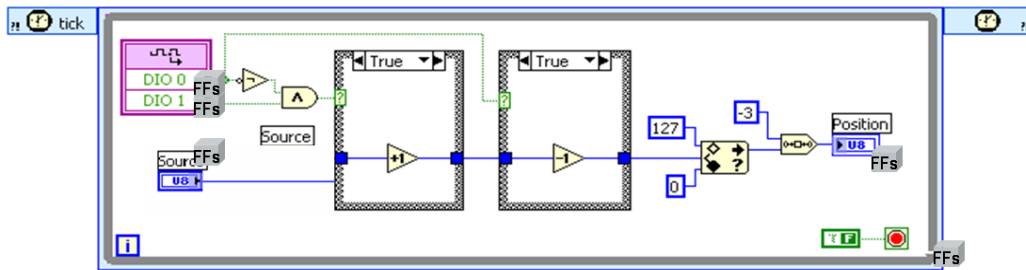 ?! tick ?!
True
True
DIO 0 FFs
DIO 1 FFs
Source
127
-3
Position
U8
FFs
Source FFs
U8
+1
-1
?
0
i
F
FFs